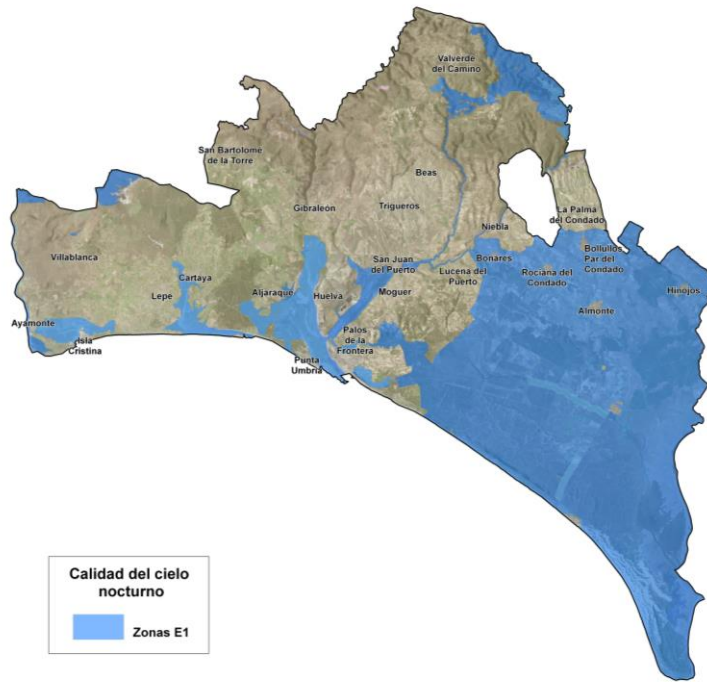 Valverde
del Camino
San Bartolome
de la Torre
Beas
Gibraleón
Trigueros
La Palma
del Condado
Niebla
Villablanca
San Juan
del Puerto
Bonares
Bollullos
Par del
Condado
Cartaya
Lucena del
Puerto
Rociana del
Condado
Lepe
Aljaraque
Huelva
Moguer
Hinojos
Almonte
Ayamonte
Isla
Cristina
Palos
de la
Frontera
Punta
Umbría
Calidad del cielo
nocturno
Zonas E1